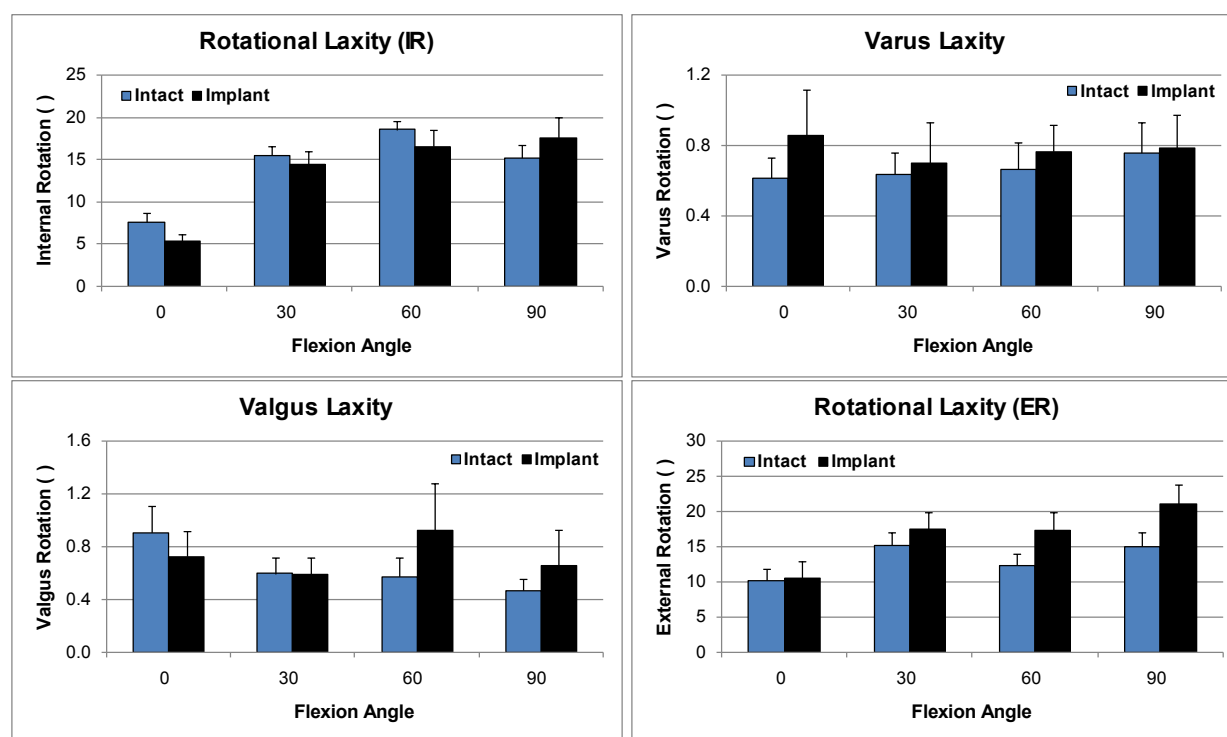 Rotational Laxity (IR)
Internal Rotation ( )
25
20
15
10
5
0
Intact Implant
0 30 60 90
Flexion Angle
Varus Laxity
Varus Rotation ( )
1.2
0.8
0.4
0.0
Intact Implant
0 30 60 90
Flexion Angle
Valgus Laxity
Valgus Rotation ( )
1.6
1.2
0.8
0.4
0.0
Intact Implant
0 30 60 90
Flexion Angle
Rotational Laxity (ER)
External Rotation ( )
30
25
20
15
10
5
0
Intact Implant
0 30 60 90
Flexion Angle